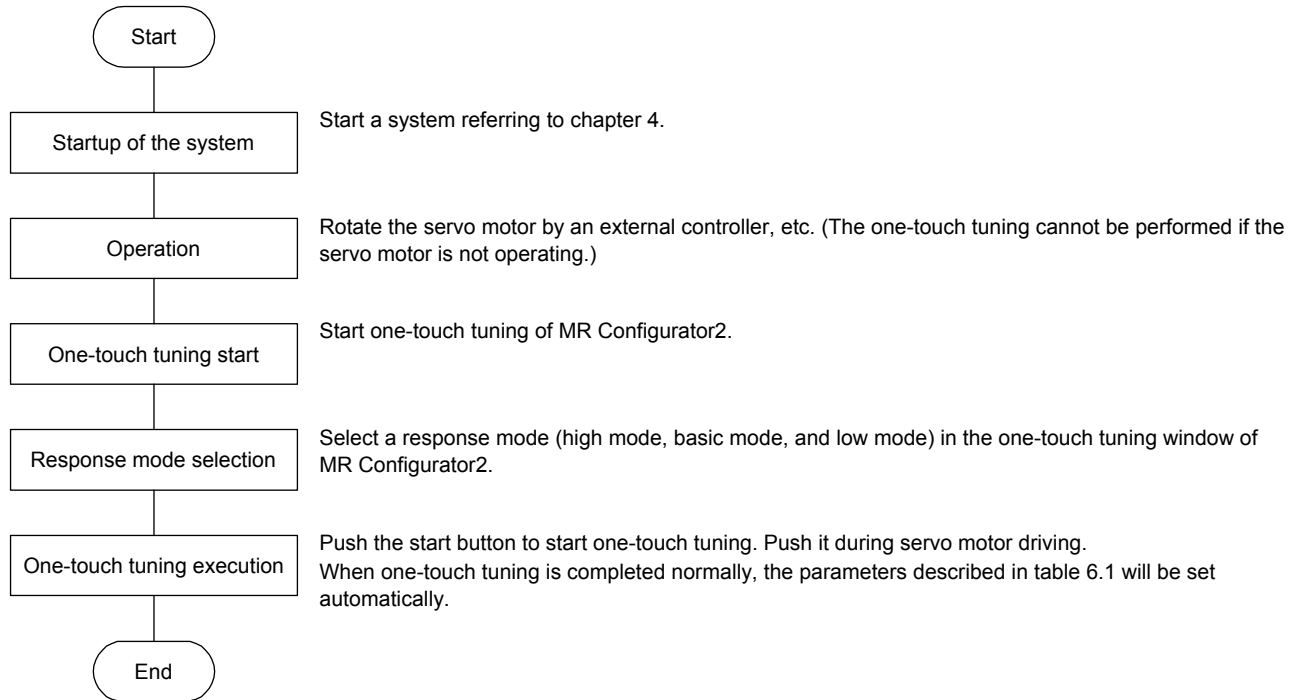 Start
Startup of the system
Start a system referring to chapter 4.
Operation
Rotate the servo motor by an external controller, etc. (The one-touch tuning cannot be performed if the
servo motor is not operating.)
One-touch tuning start
Start one-touch tuning of MR Configurator2.
Response mode selection
Select a response mode (high mode, basic mode, and low mode) in the one-touch tuning window of
MR Configurator2.
One-touch tuning execution
Push the start button to start one-touch tuning. Push it during servo motor driving.
When one-touch tuning is completed normally, the parameters described in table 6.1 will be set
automatically.
End